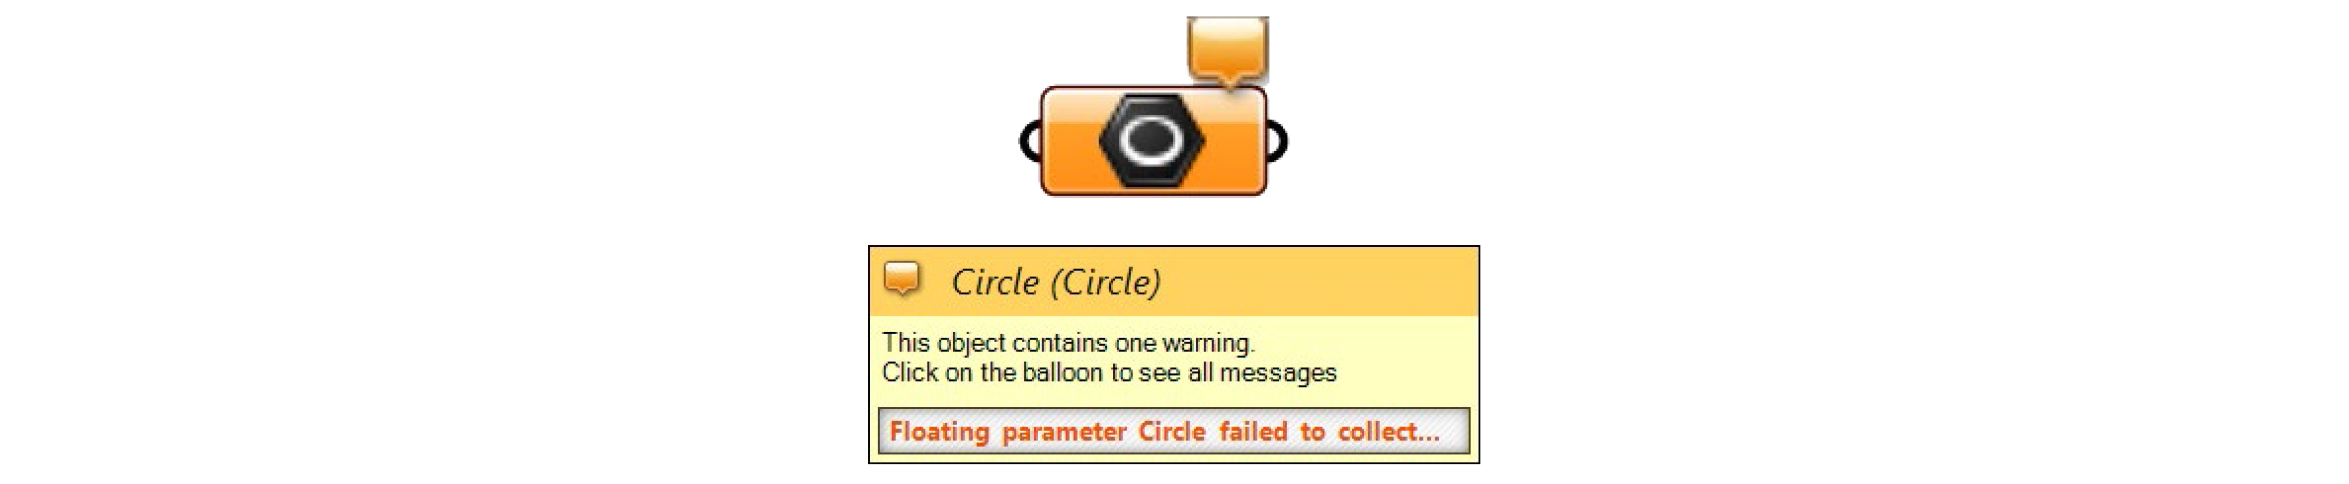 Circle (Circle)
This object contains one warning.
Click on the balloon to see all messages
Floating parameter Circle failed to collect...